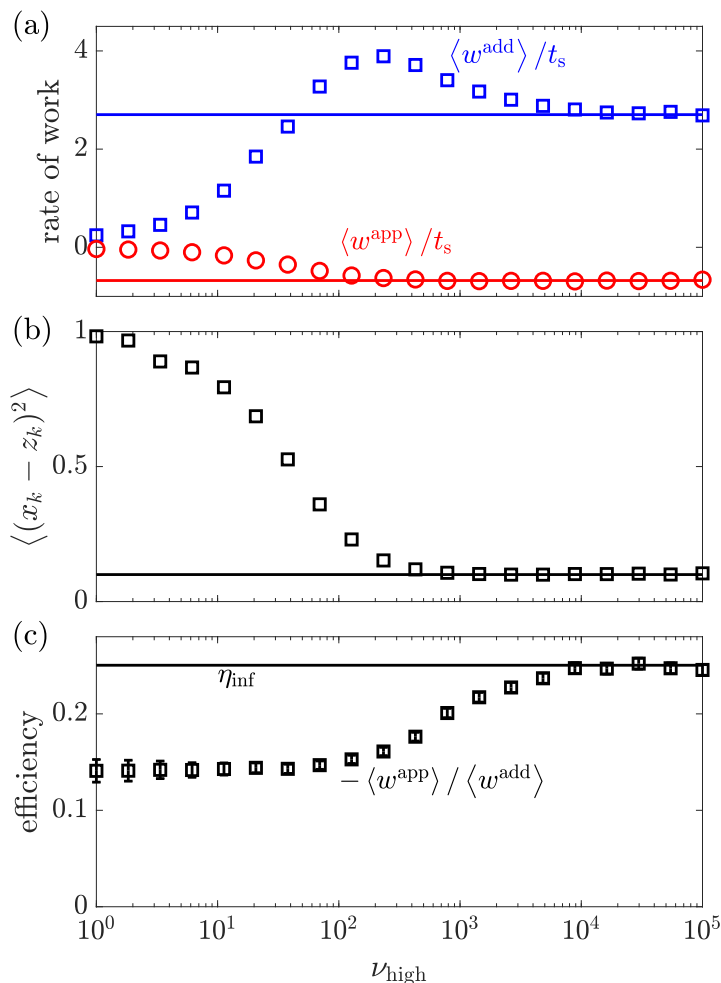 (a)
4
2
0
rate of work
⟨w^add⟩/t_s
⟨w^app⟩/t_s
(b)
1
0.5
0
⟨(x_k − z_k)^2⟩
(c)
0.2
0.1
0
efficiency
η_inf
−⟨w^app⟩/⟨w^add⟩
10^0 10^1 10^2 10^3 10^4 10^5
ν_high